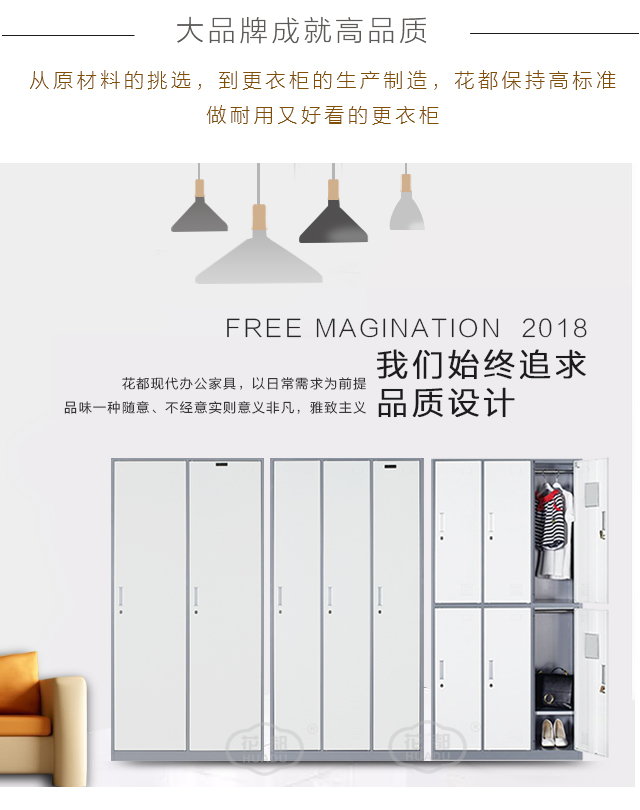 大品牌成就高品质
从原材料的挑选，到更衣柜的生产制造，花都保持高标准
做耐用又好看的更衣柜
FREE MAGINATION 2018
我们始终追求
品质设计
花都现代办公家具，以日常需求为前提
品味一种随意、不经意实则意义非凡，雅致主义
花都 ®
花都